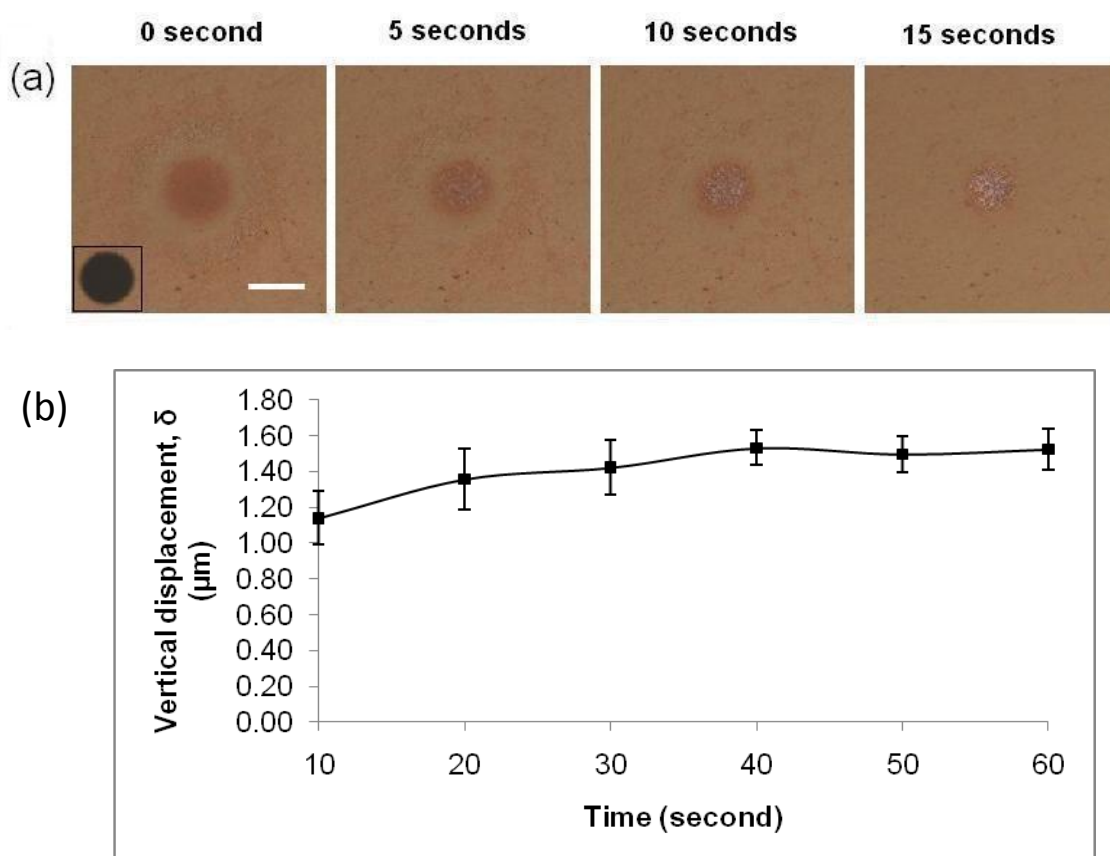 0 second
5 seconds
10 seconds
15 seconds
(a)
(b)
Vertical displacement, δ
(µm)
1.80
1.60
1.40
1.20
1.00
0.80
0.60
0.40
0.20
0.00
10
20
30
40
50
60
Time (second)